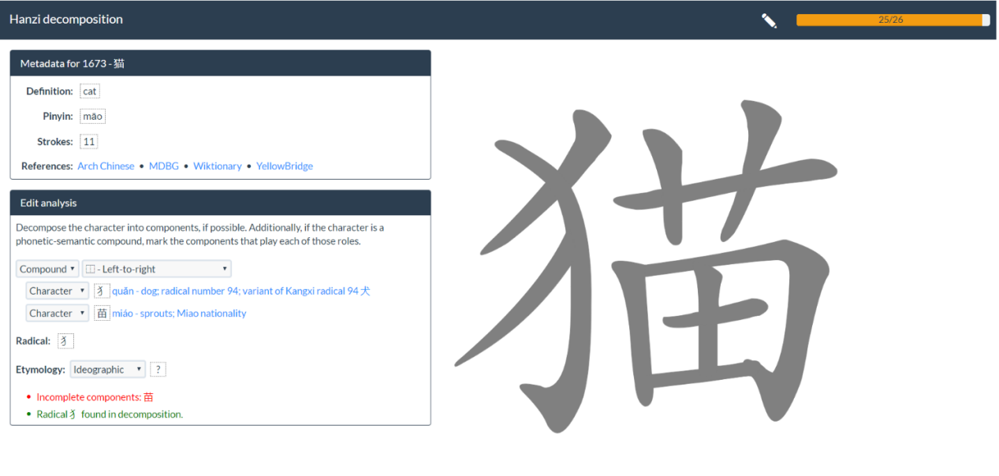 Hanzi decomposition
25/26
Metadata for 1673 - 猫
Definition: cat
Pinyin: māo
Strokes: 11
References: Arch Chinese • MDBG • Wiktionary • YellowBridge
Edit analysis
Decompose the character into components, if possible. Additionally, if the character is a
phonetic-semantic compound, mark the components that play each of those roles.
Compound ⿰ - Left-to-right
Character 犭 quǎn - dog; radical number 94; variant of Kangxi radical 94 犬
Character 苗 miáo - sprouts; Miao nationality
Radical: 犭
Etymology: Ideographic ?
• Incomplete components: 苗
• Radical 犭 found in decomposition.
猫